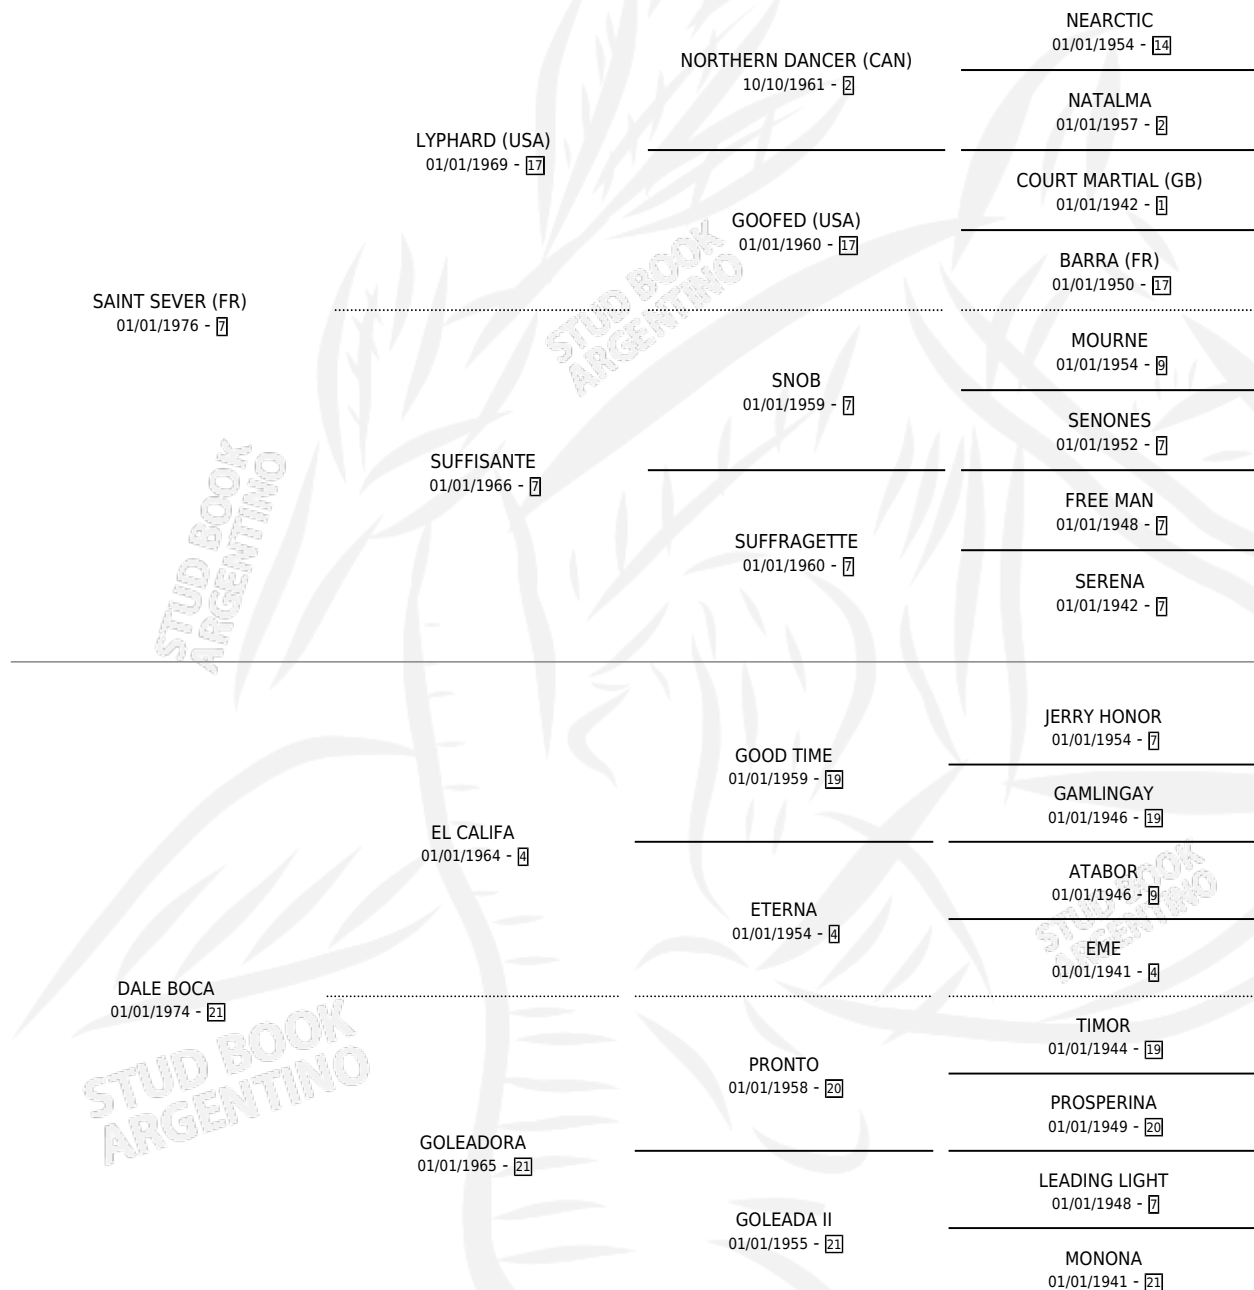 NEARCTIC
01/01/1954 - 14
NORTHERN DANCER (CAN)
10/10/1961 - 2
NATALMA
01/01/1957 - 2
LYPHARD (USA)
01/01/1969 - 17
COURT MARTIAL (GB)
01/01/1942 - 1
GOOFED (USA)
01/01/1960 - 17
BARRA (FR)
01/01/1950 - 17
SAINT SEVER (FR)
01/01/1976 - 7
MOURNE
01/01/1954 - 9
SNOB
01/01/1959 - 7
SENONES
01/01/1952 - 7
SUFFISANTE
01/01/1966 - 7
FREE MAN
01/01/1948 - 7
SUFFRAGETTE
01/01/1960 - 7
SERENA
01/01/1942 - 7
JERRY HONOR
01/01/1954 - 7
GOOD TIME
01/01/1959 - 19
GAMLINGAY
01/01/1946 - 19
EL CALIFA
01/01/1964 - 4
ATABOR
01/01/1946 - 9
ETERNA
01/01/1954 - 4
EME
01/01/1941 - 4
DALE BOCA
01/01/1974 - 21
TIMOR
01/01/1944 - 19
PRONTO
01/01/1958 - 20
PROSPERINA
01/01/1949 - 20
GOLEADORA
01/01/1965 - 21
LEADING LIGHT
01/01/1948 - 7
GOLEADA II
01/01/1955 - 21
MONONA
01/01/1941 - 21
STUD BOOK
ARGENTINO
STUD BOOK
ARGENTINO
STUD BOOK
ARGENTINO
STUD BOOK
ARGENTINO